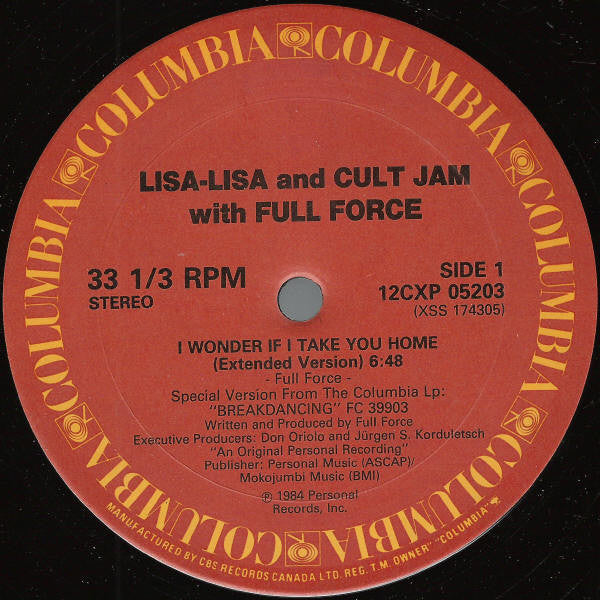 COLUMBIA COLUMBIA COLUMBIA COLUMBIA COLUMBIA COLUMBIA COLUMBIA
LISA-LISA and CULT JAM
with FULL FORCE
33 1/3 RPM
STEREO
SIDE 1
12CXP 05203
(XSS 174305)
I WONDER IF I TAKE YOU HOME
(Extended Version) 6:48
- Full Force -
Special Version From The Columbia Lp:
"BREAKDANCING" FC 39903
Written and Produced by Full Force
Executive Producers: Don Oriolo and Jürgen S. Korduletsch
"An Original Personal Recording"
Publisher: Personal Music (ASCAP)/
Mokojumbi Music (BMI)
℗ 1984 Personal
Records, Inc.
MANUFACTURED BY CBS RECORDS CANADA LTD. REG. T.M. OWNER "COLUMBIA"